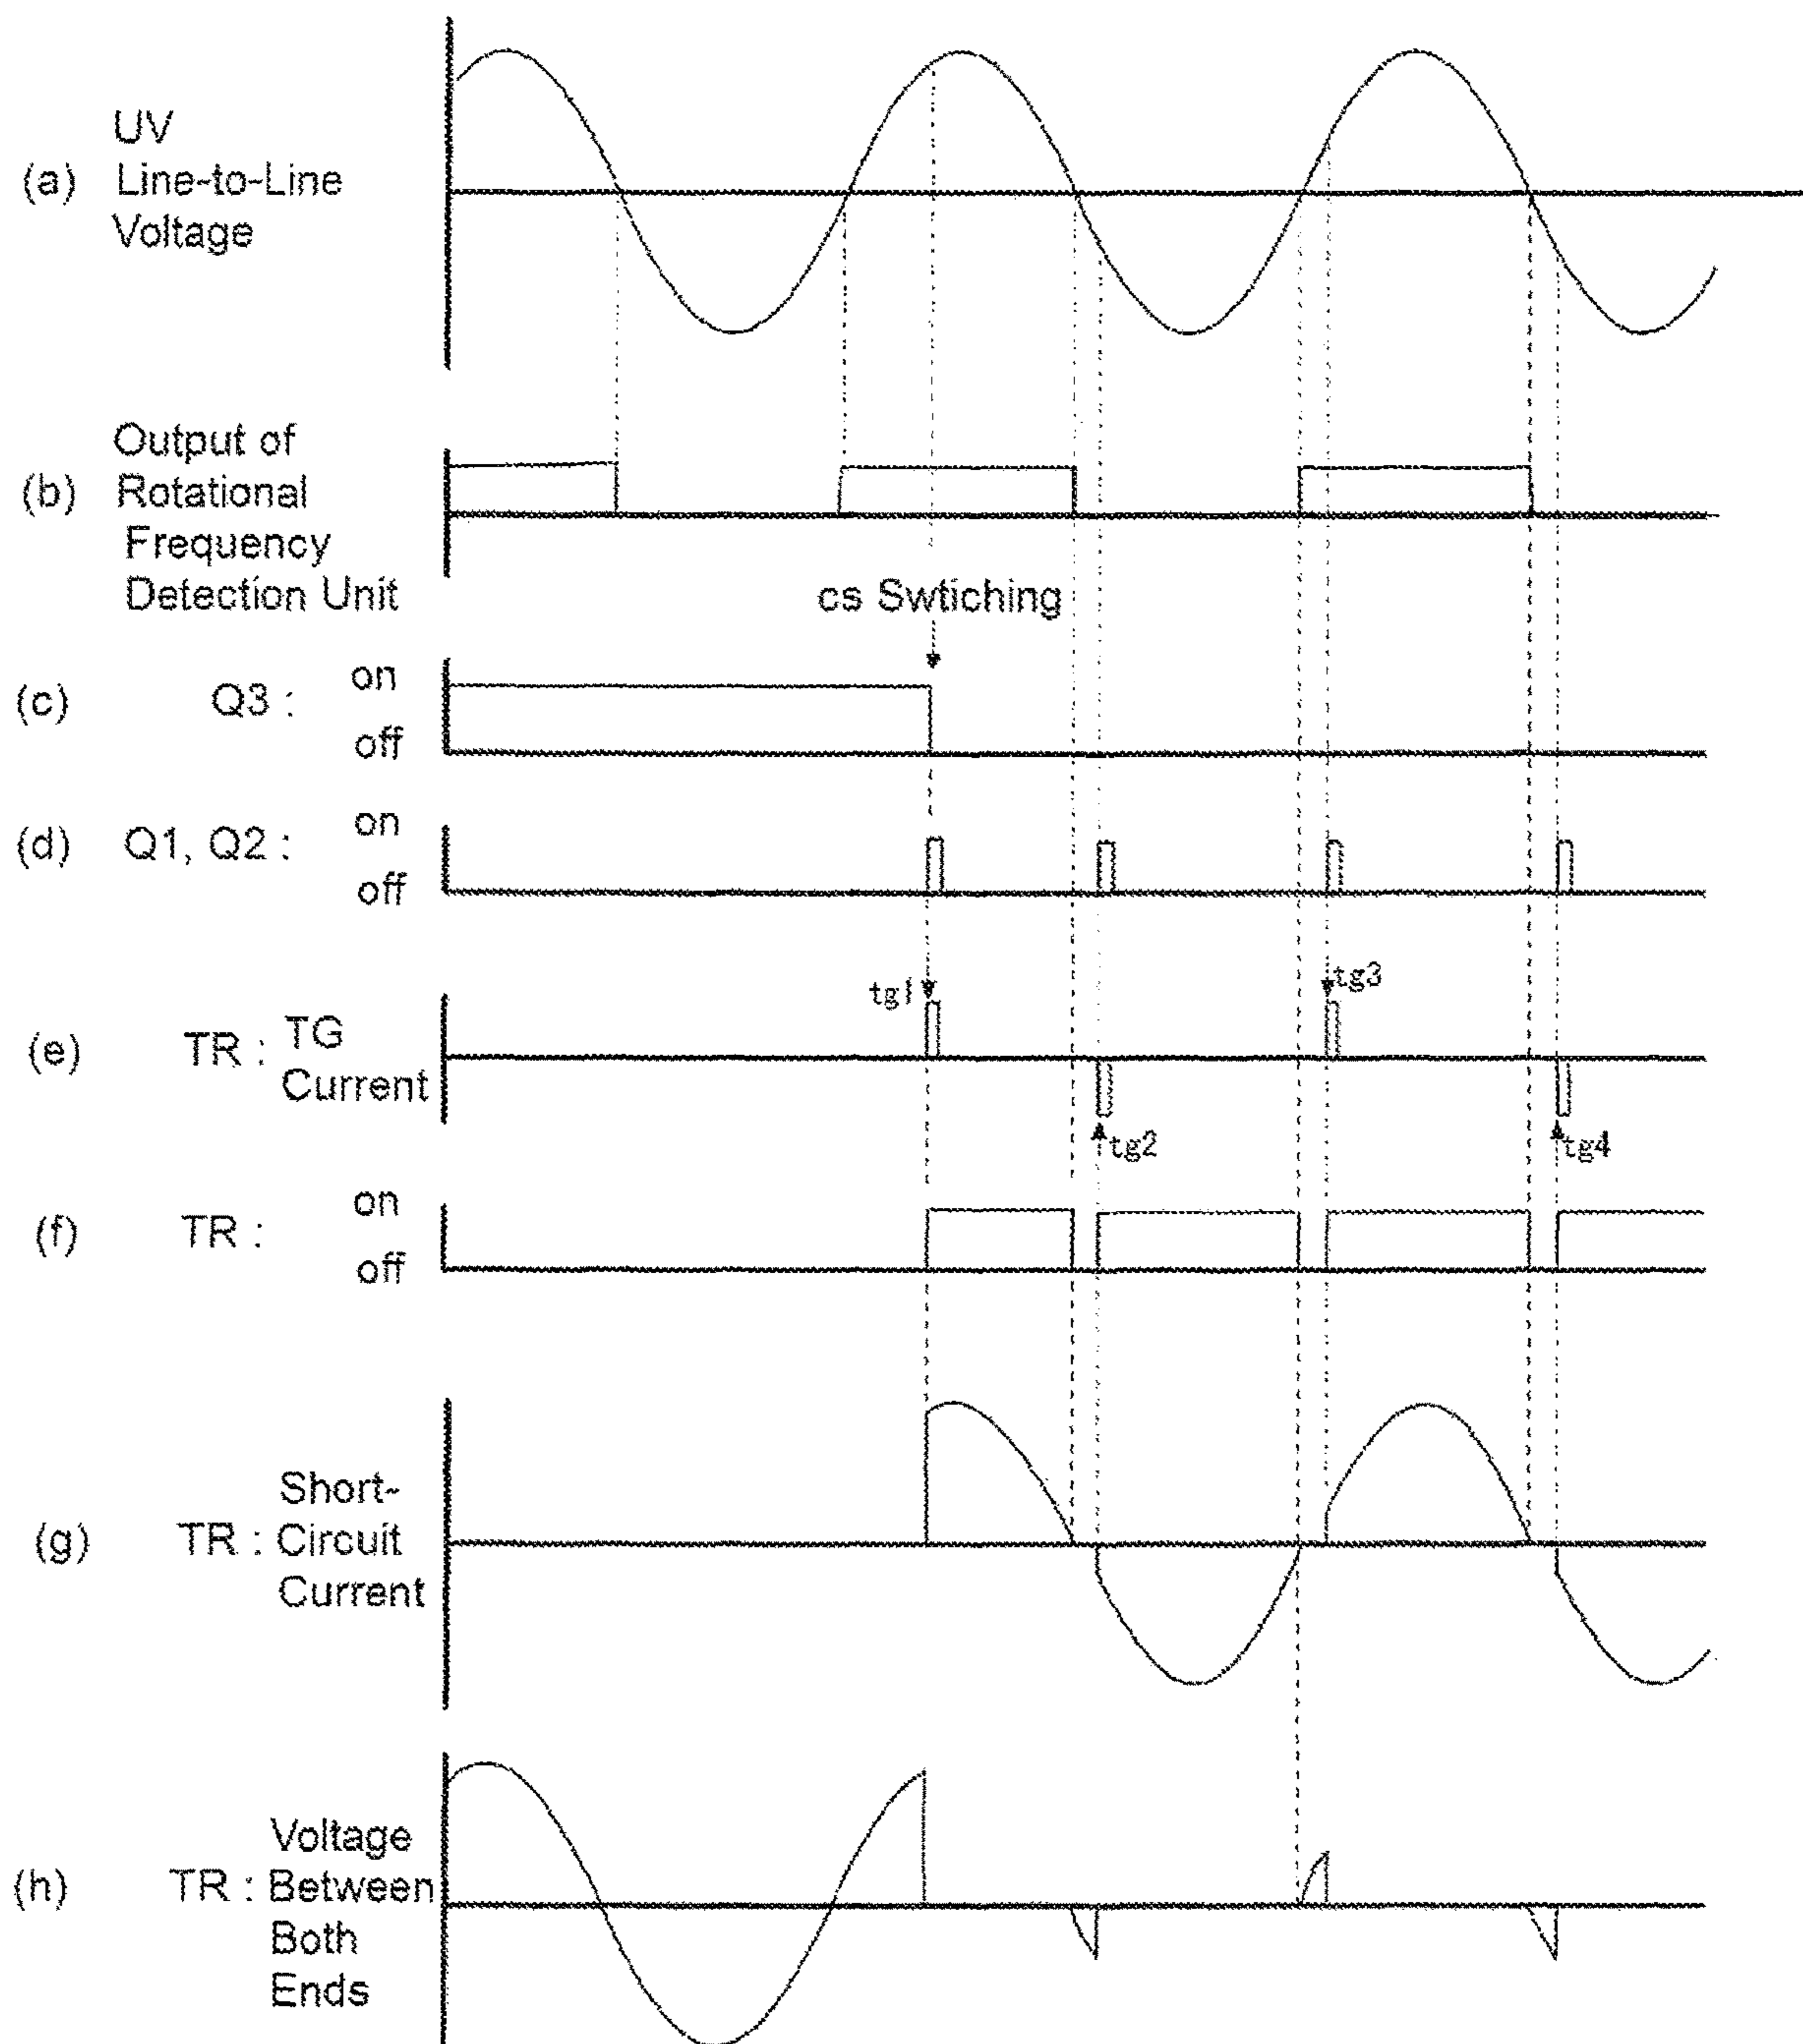 UV
(a) Line-to-Line
Voltage
Output of
(b) Rotational
Frequency
Detection Unit
cs Swtiching
(c) Q3 : on
off
(d) Q1, Q2 : on
off
tg1
tg3
(e) TR : TG
Current
tg2
tg4
(f) TR : on
off
Short-
(g) TR : Circuit
Current
Voltage
(h) TR : Between
Both
Ends